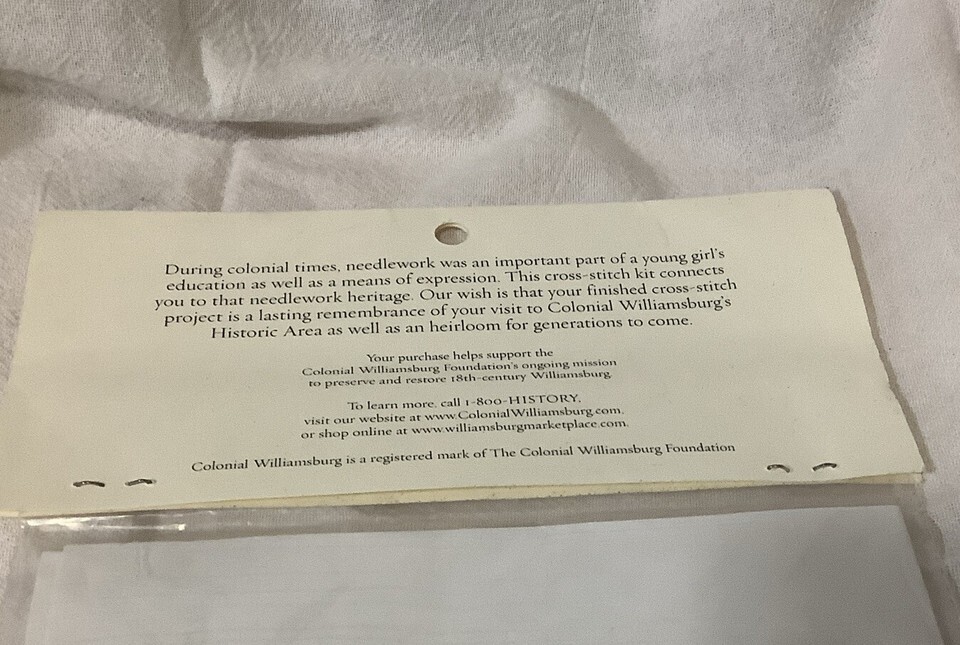 During colonial times, needlework was an important part of a young girl's
education as well as a means of expression. This cross-stitch kit connects
you to that needlework heritage. Our wish is that your finished cross-stitch
project is a lasting remembrance of your visit to Colonial Williamsburg's
Historic Area as well as an heirloom for generations to come.
Your purchase helps support the
Colonial Williamsburg Foundation's ongoing mission
to preserve and restore 18th-century Williamsburg.
To learn more, call 1-800-HISTORY,
visit our website at www.ColonialWilliamsburg.com,
or shop online at www.williamsburgmarketplace.com.
Colonial Williamsburg is a registered mark of The Colonial Williamsburg Foundation